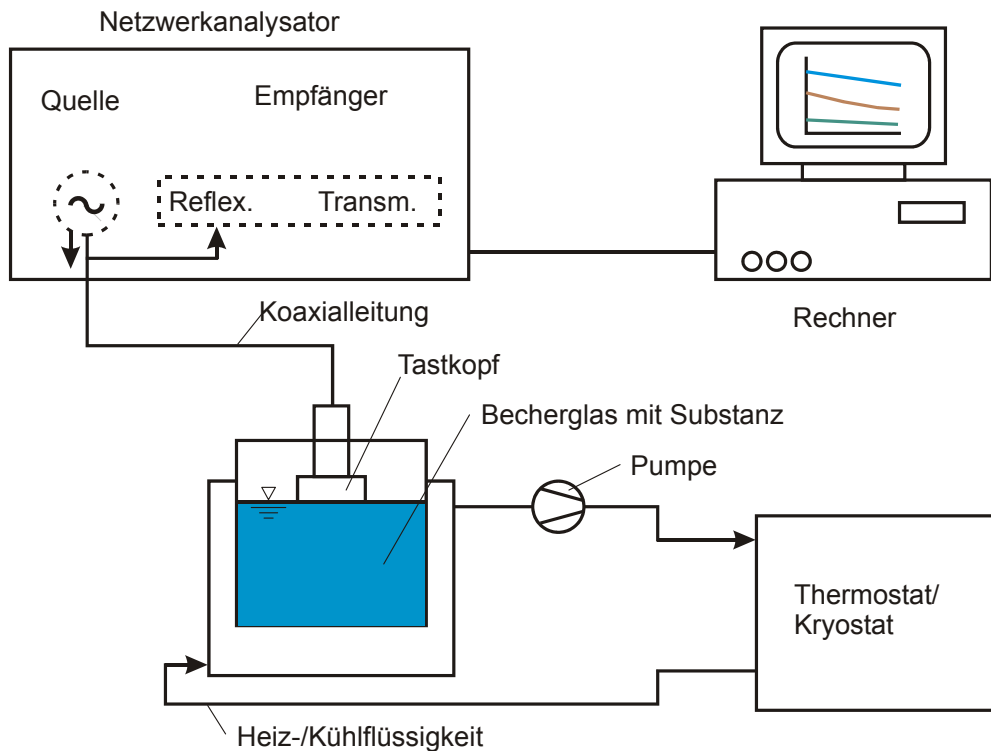 Netzwerkanalysator
Quelle
Empfänger
Reflex.
Transm.
Koaxialleitung
Rechner
Tastkopf
Becherglas mit Substanz
Pumpe
Thermostat/
Kryostat
Heiz-/Kühlflüssigkeit